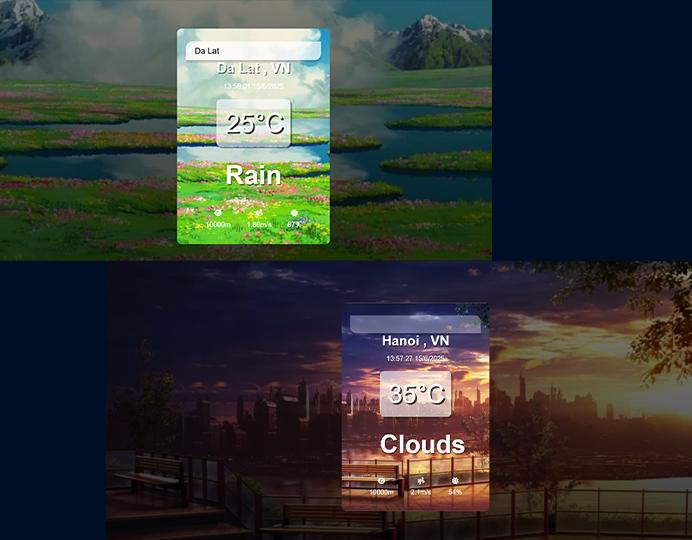 Da Lat
Da Lat , VN
13:58:01 15/6/2025
25°C
Rain
10000m 1.86m/s 67%
Hanoi , VN
13:57:27 15/6/2025
35°C
Clouds
10000m 2.1m/s 54%